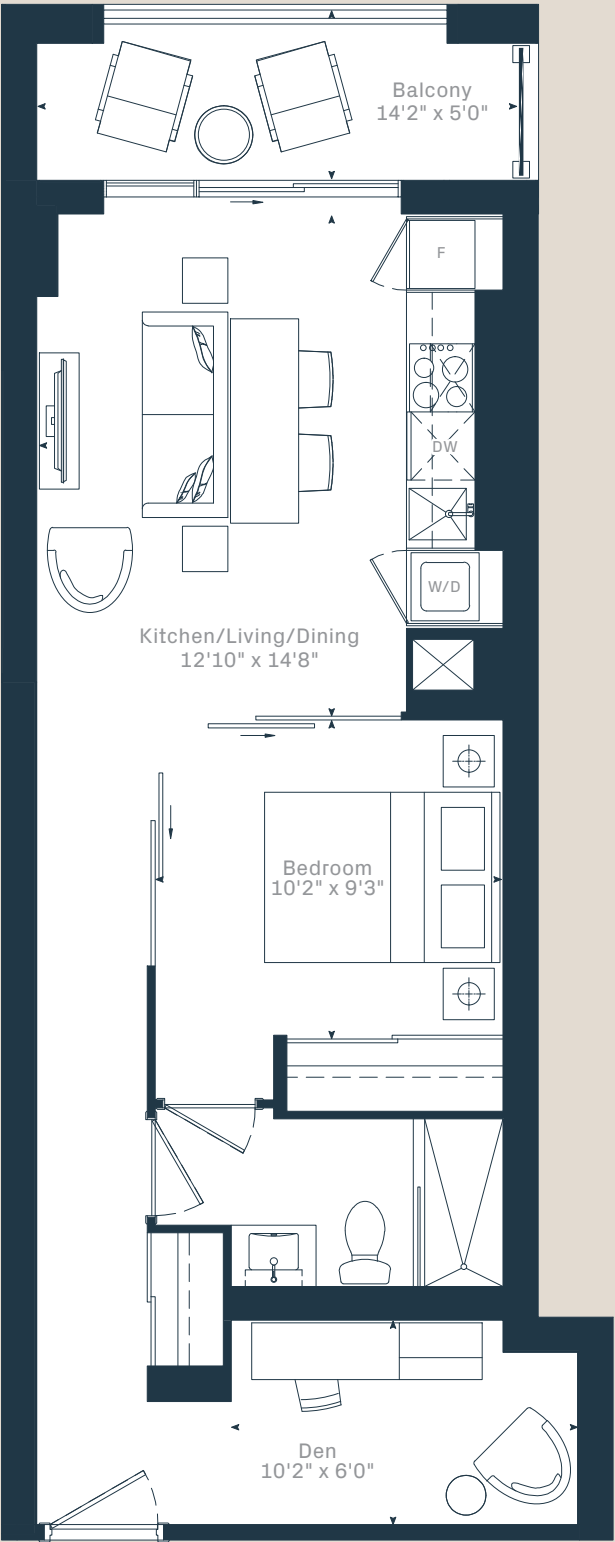 Balcony
14'2" x 5'0"
F
DW
W/D
Kitchen/Living/Dining
12'10" x 14'8"
Bedroom
10'2" x 9'3"
Den
10'2" x 6'0"